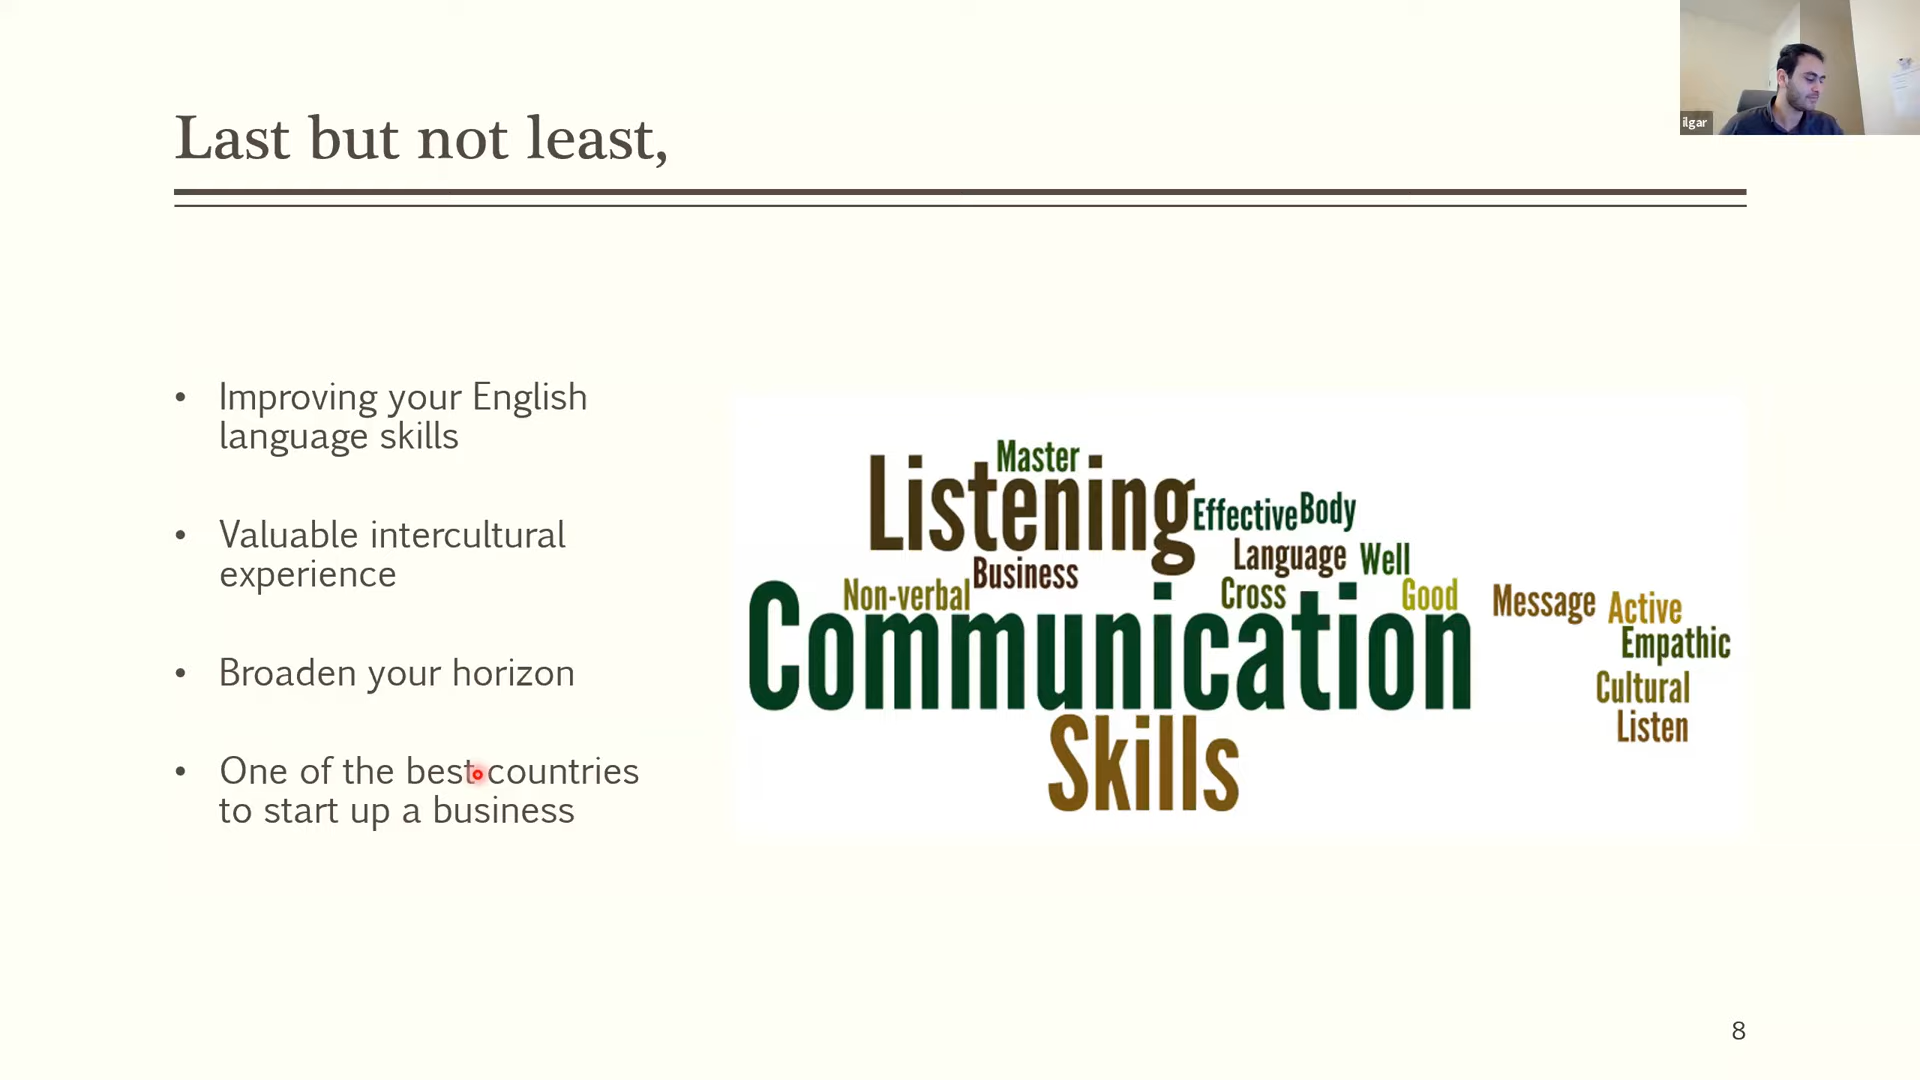 Last but not least,
ilgar
• Improving your English
language skills
• Valuable intercultural
experience
• Broaden your horizon
• One of the best countries
to start up a business
Master
Listening
Effective Body
Language Well
Business
Non-verbal Cross Good
Message Active
Communication
Empathic
Cultural
Listen
Skills
8